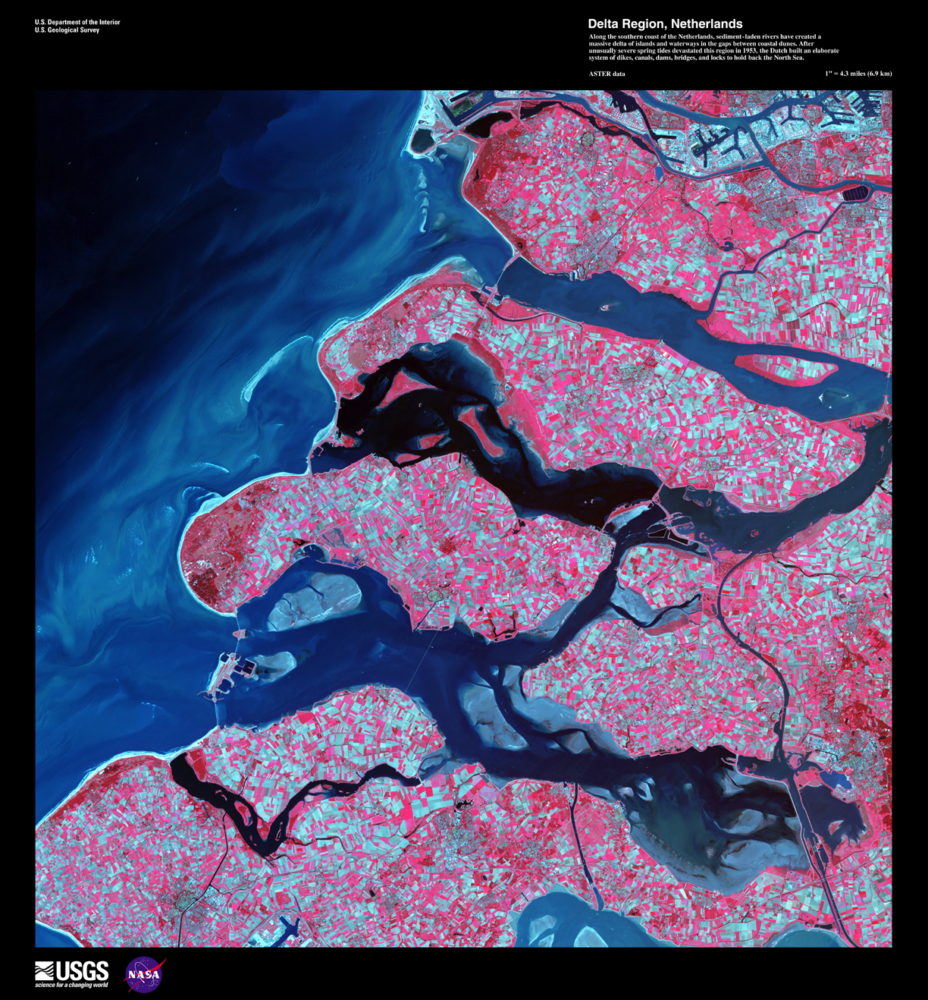 U.S. Department of the Interior
U.S. Geological Survey
Delta Region, Netherlands
Along the southern coast of the Netherlands, sediment-laden rivers have created a
massive delta of islands and waterways in the gaps between coastal dunes. After
unusually severe spring tides devastated this region in 1953, the Dutch built an elaborate
system of dikes, canals, dams, bridges, and locks to hold back the North Sea.
ASTER data
1" = 4.3 miles (6.9 km)
USGS
science for a changing world
NASA